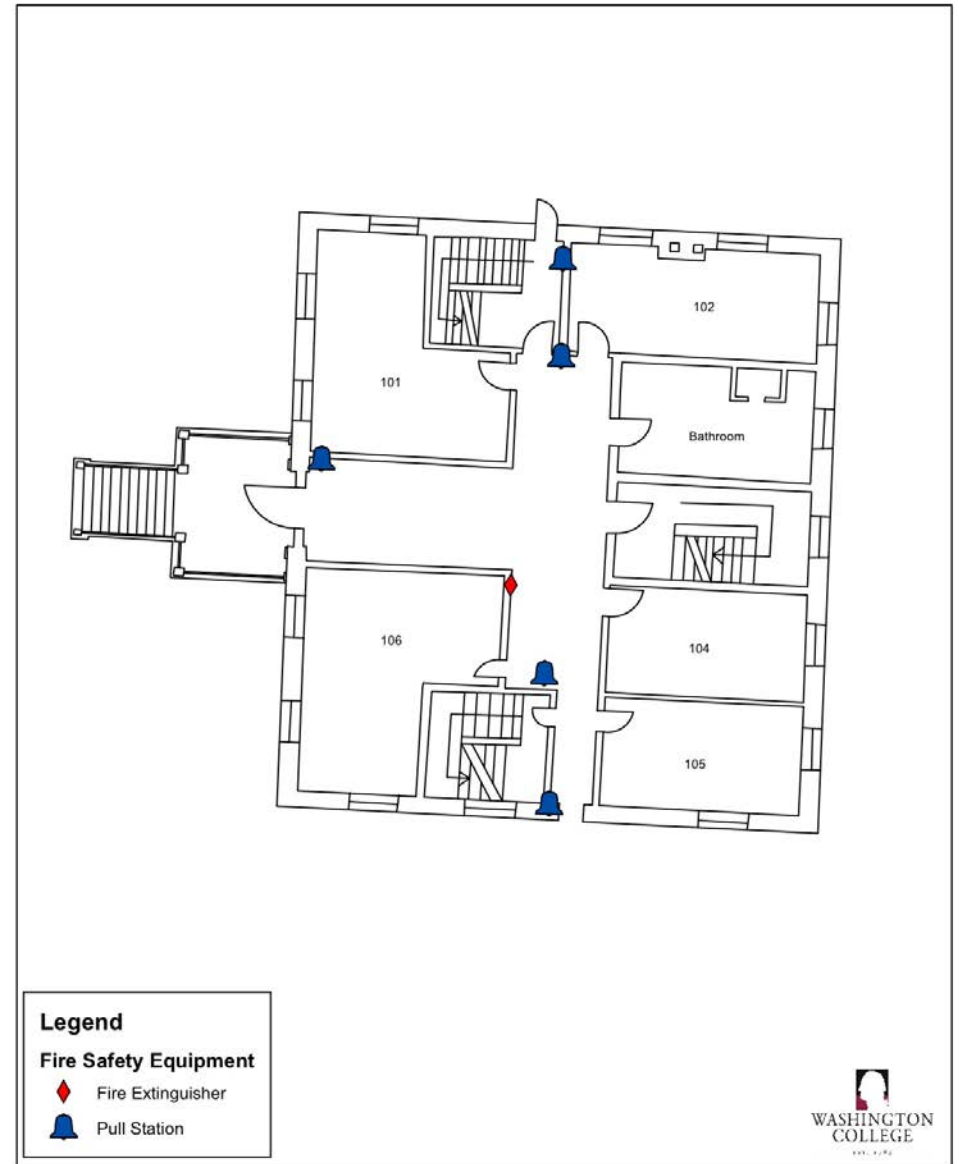 102
101
Bathroom
106
104
105
Legend
Fire Safety Equipment
Fire Extinguisher
Pull Station
WASHINGTON
COLLEGE